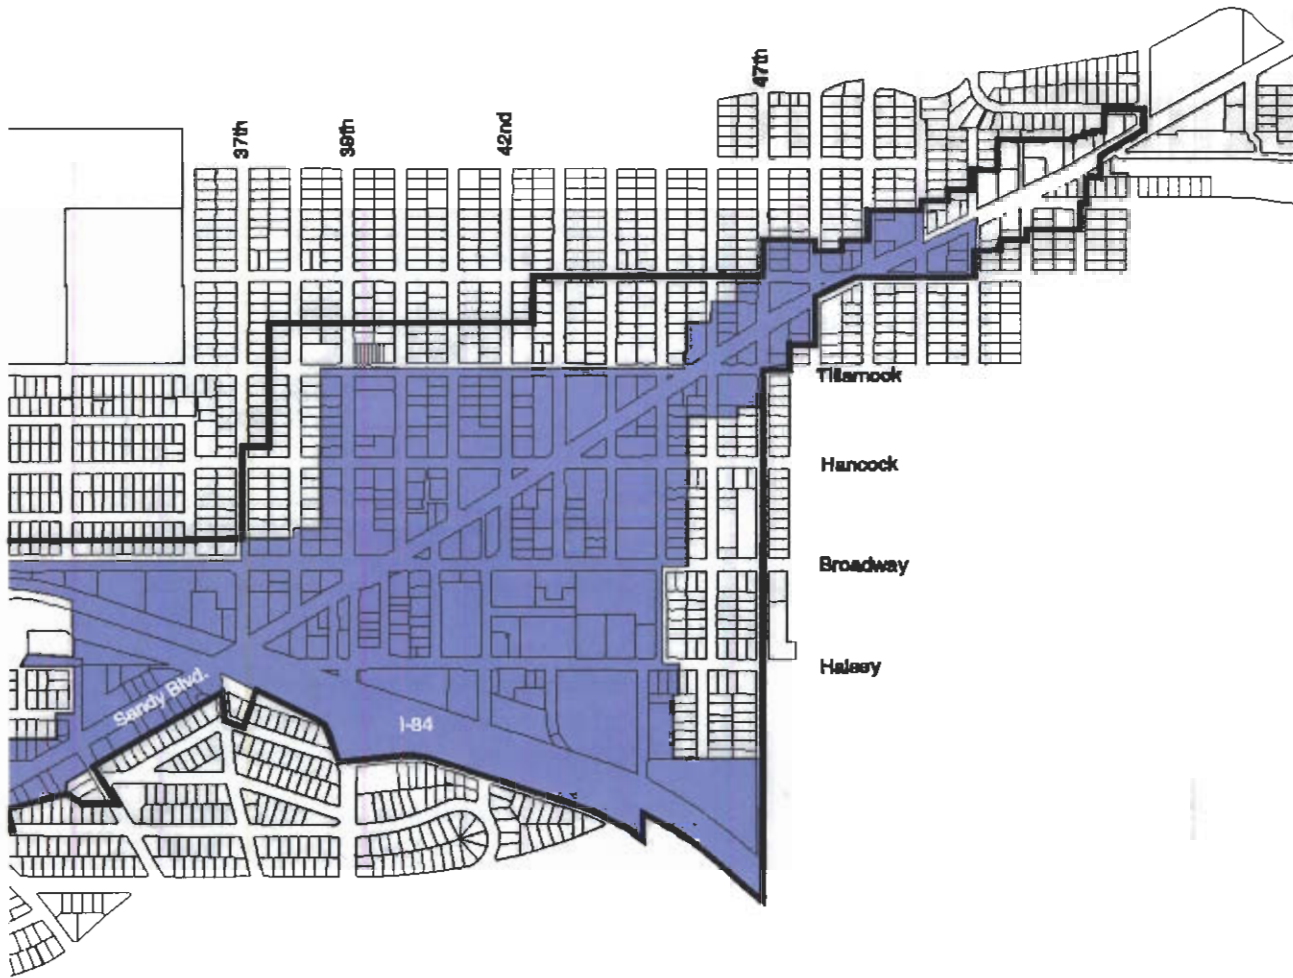 37th
39th
42nd
47th
Tillamook
Hancock
Broadway
Halsey
Sandy Blvd.
I-84